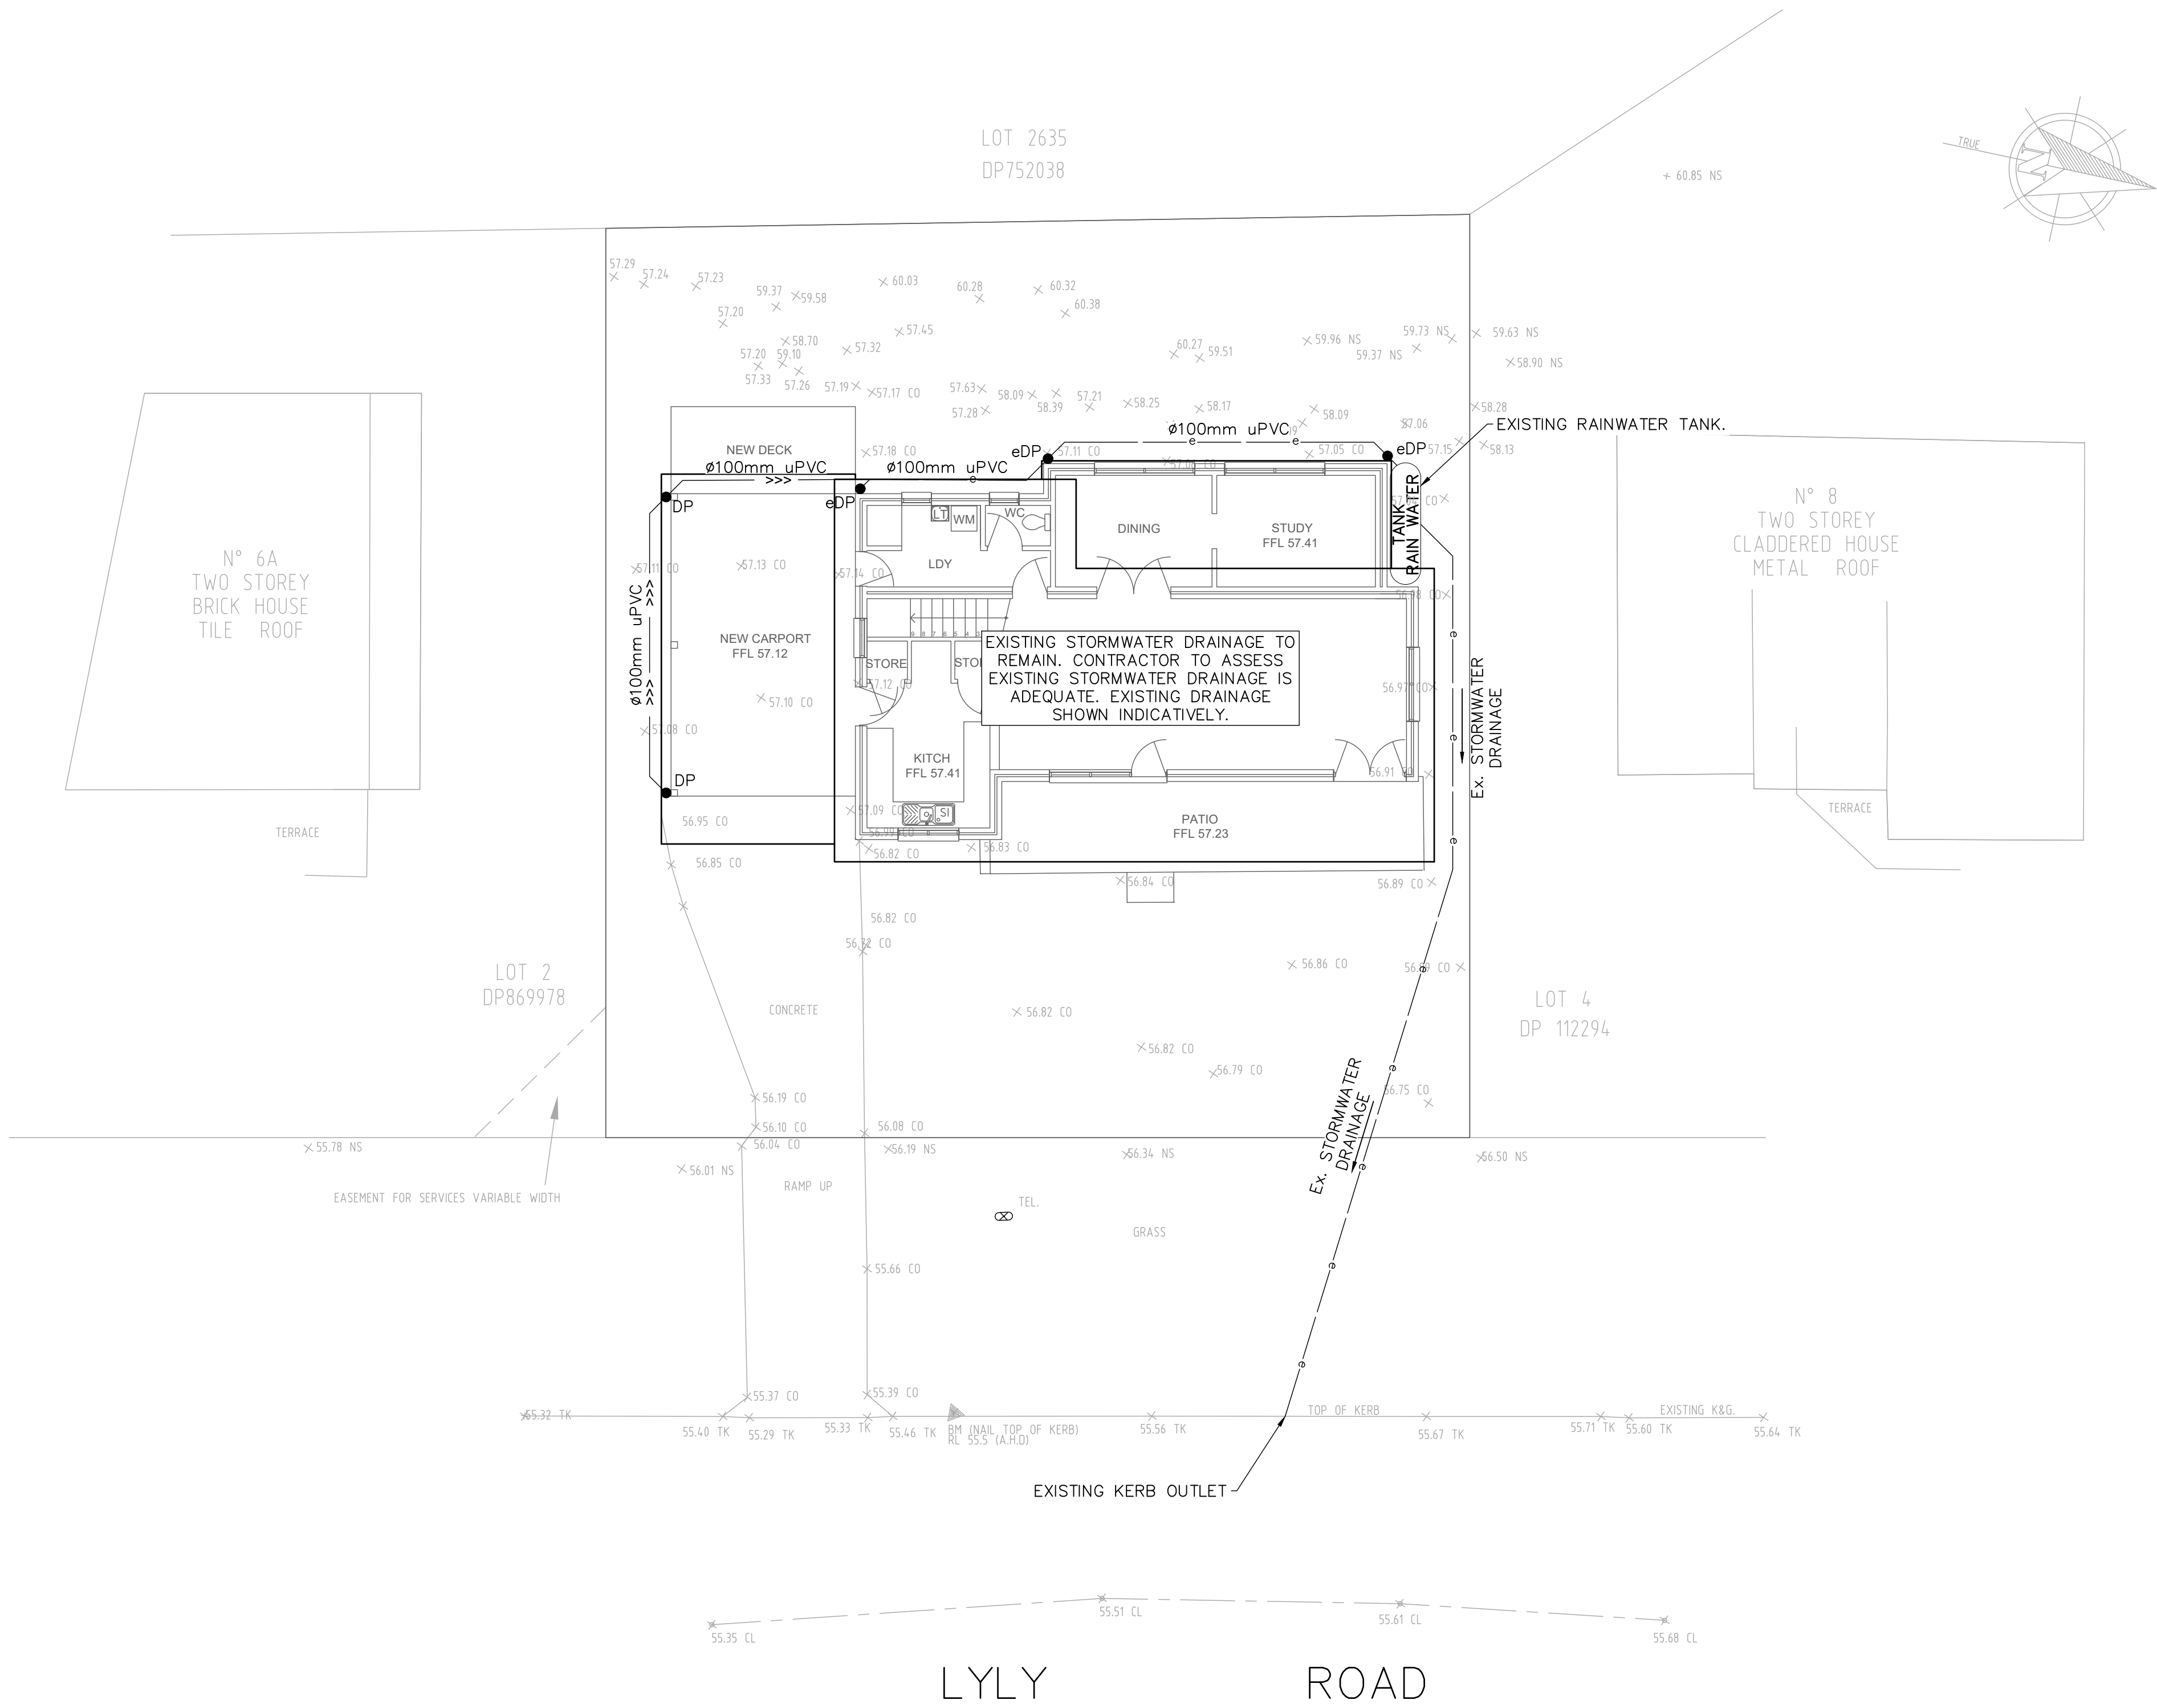 LOT 2635
DP752038
TRUE
N
+ 60.85 NS
57.29
57.24
57.23
59.37
59.58
60.03
60.28
60.32
60.38
57.20
57.45
58.70
57.32
57.20
59.10
57.33
57.26
57.19
57.17 CO
57.63
58.09
57.28
58.39
57.21
58.25
60.27
59.51
58.17
59.96 NS
59.37 NS
59.73 NS
59.63 NS
58.90 NS
58.09
57.06
58.28
57.15
58.13
EXISTING RAINWATER TANK.
NEW DECK
Ø100mm uPVC
>>>
57.18 CO
Ø100mm uPVC
e
eDP
57.11 CO
Ø100mm uPVC
e
e
57.05 CO
eDP
DP
eDP
LT
WM
WC
LDY
DINING
STUDY
FFL 57.41
RAIN WATER
TANK
N° 6A
TWO STOREY
BRICK HOUSE
TILE ROOF
N° 8
TWO STOREY
CLADDERED HOUSE
METAL ROOF
57.11 CO
57.13 CO
57.14 CO
56.98 CO
Ø100mm uPVC
>>>
>>>
NEW CARPORT
FFL 57.12
57.10 CO
57.08 CO
STORE
57.12 CO
EXISTING STORMWATER DRAINAGE TO
REMAIN. CONTRACTOR TO ASSESS
EXISTING STORMWATER DRAINAGE IS
ADEQUATE. EXISTING DRAINAGE
SHOWN INDICATIVELY.
56.97 CO
e
e
e
Ex. STORMWATER
DRAINAGE
KITCH
FFL 57.41
56.91 CO
DP
56.95 CO
57.09 CO
SI
PATIO
FFL 57.23
TERRACE
TERRACE
56.99 CO
56.85 CO
56.82 CO
56.83 CO
56.84 CO
56.89 CO
56.82 CO
56.72 CO
56.86 CO
56.89 CO
e
LOT 2
DP869978
LOT 4
DP 112294
CONCRETE
56.82 CO
56.82 CO
56.79 CO
56.75 CO
e
56.19 CO
56.10 CO
56.04 CO
56.08 CO
Ex. STORMWATER
DRAINAGE
e
55.78 NS
56.01 NS
56.19 NS
56.34 NS
56.50 NS
EASEMENT FOR SERVICES VARIABLE WIDTH
RAMP UP
TEL.
GRASS
55.66 CO
e
e
55.37 CO
55.39 CO
55.32 TK
55.40 TK
55.29 TK
55.33 TK
55.46 TK
BM (NAIL TOP OF KERB)
RL 55.5 (A.H.D)
55.56 TK
TOP OF KERB
55.67 TK
EXISTING K&G.
55.71 TK
55.60 TK
55.64 TK
EXISTING KERB OUTLET
55.35 CL
55.51 CL
55.61 CL
55.68 CL
LYLY ROAD